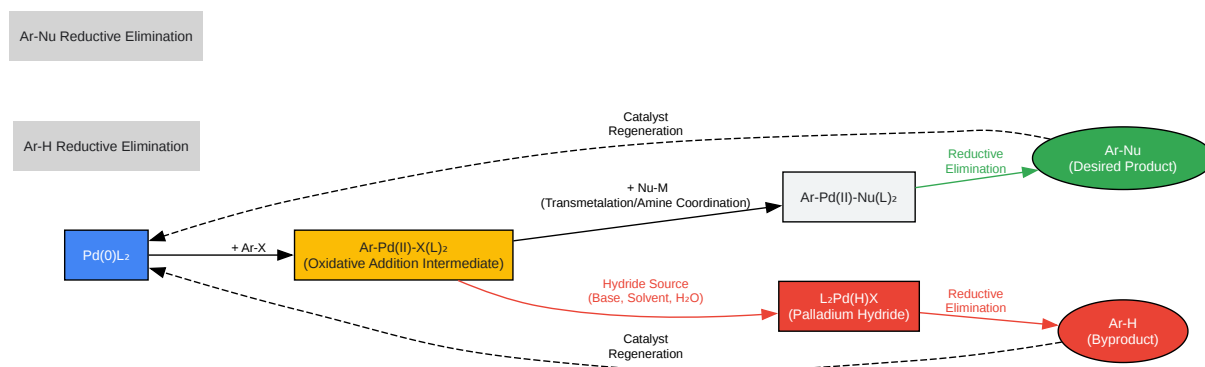 Ar-Nu Reductive Elimination
Ar-H Reductive Elimination
Catalyst
Regeneration
Ar-Nu
(Desired Product)
Reductive
Elimination
+ Nu-M
(Transmetalation/Amine Coordination)
Ar-Pd(II)-Nu(L)₂
Pd(0)L₂
+ Ar-X
Ar-Pd(II)-X(L)₂
(Oxidative Addition Intermediate)
Hydride Source
(Base, Solvent, H₂O)
L₂Pd(H)X
(Palladium Hydride)
Reductive
Elimination
Ar-H
(Byproduct)
Catalyst
Regeneration